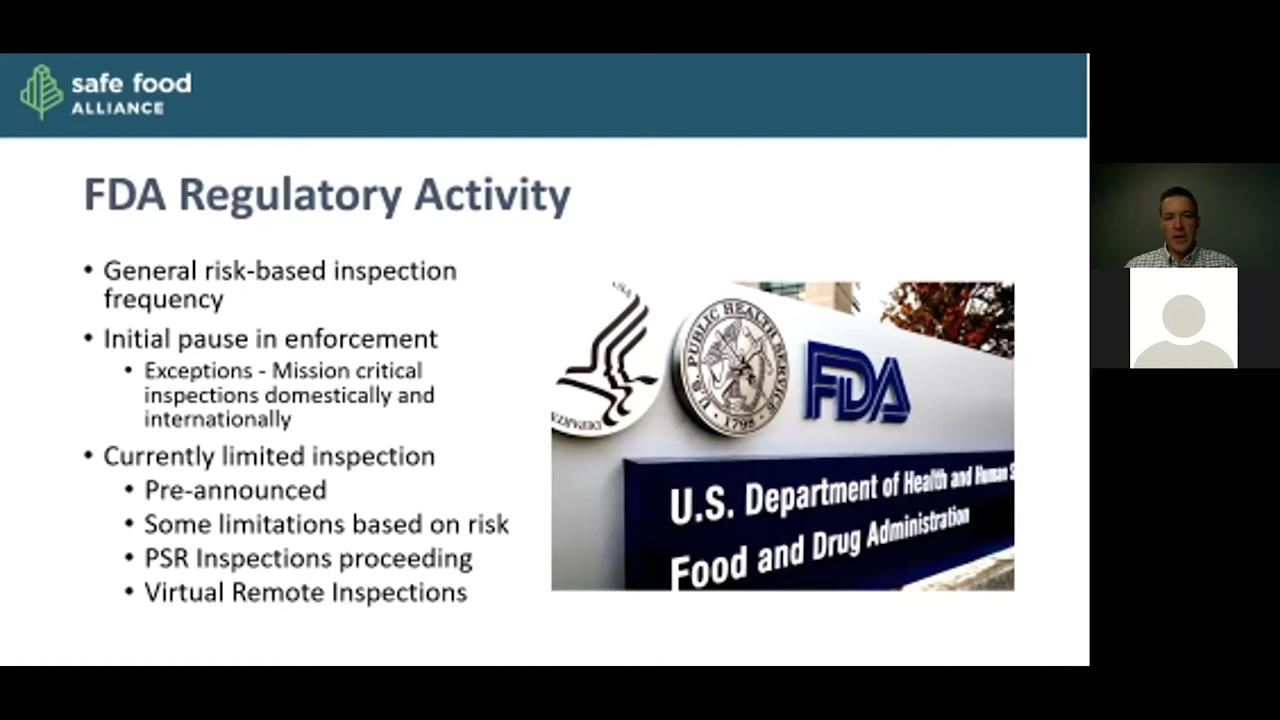 safe food
ALLIANCE
FDA Regulatory Activity
• General risk-based inspection
frequency
• Initial pause in enforcement
• Exceptions - Mission critical
inspections domestically and
internationally
• Currently limited inspection
• Pre-announced
• Some limitations based on risk
• PSR Inspections proceeding
• Virtual Remote Inspections
U.S. PUBLIC HEALTH SERVICE
1798
FDA
U.S. Department of Health and Human S
Food and Drug Administration